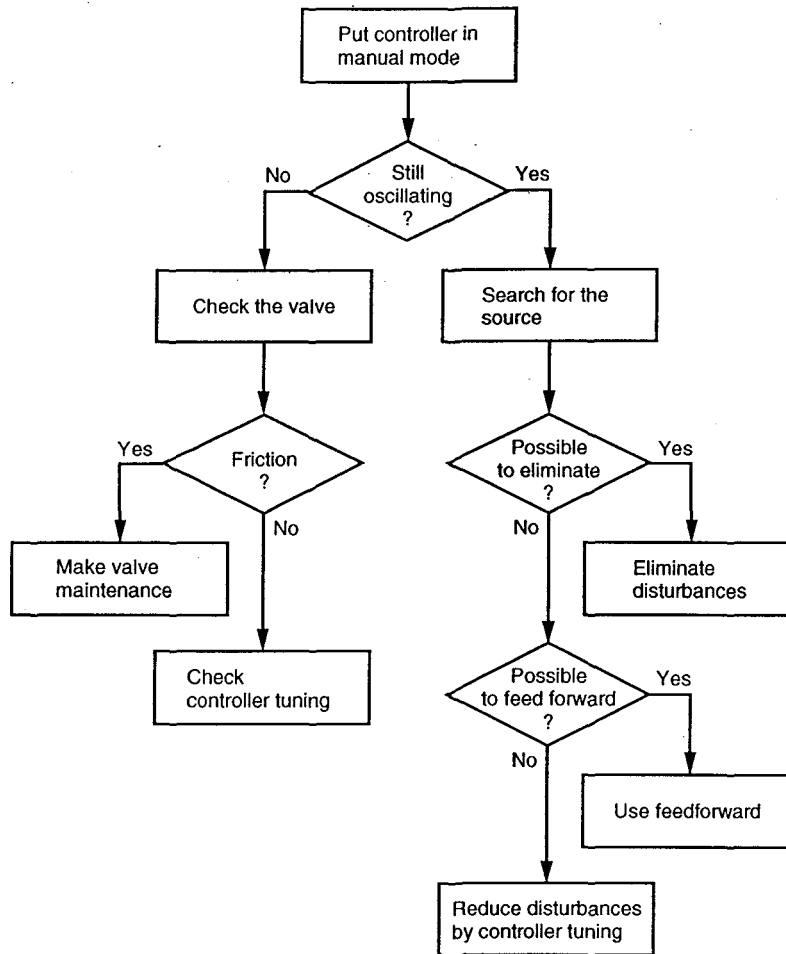 Put controller in
manual mode
No
Still
oscillating
?
Yes
Check the valve
Search for the
source
Yes
Friction
?
No
Possible
to eliminate
?
Yes
No
Make valve
maintenance
Eliminate
disturbances
Check
controller tuning
Possible
to feed forward
?
Yes
No
Use feedforward
Reduce disturbances
by controller tuning